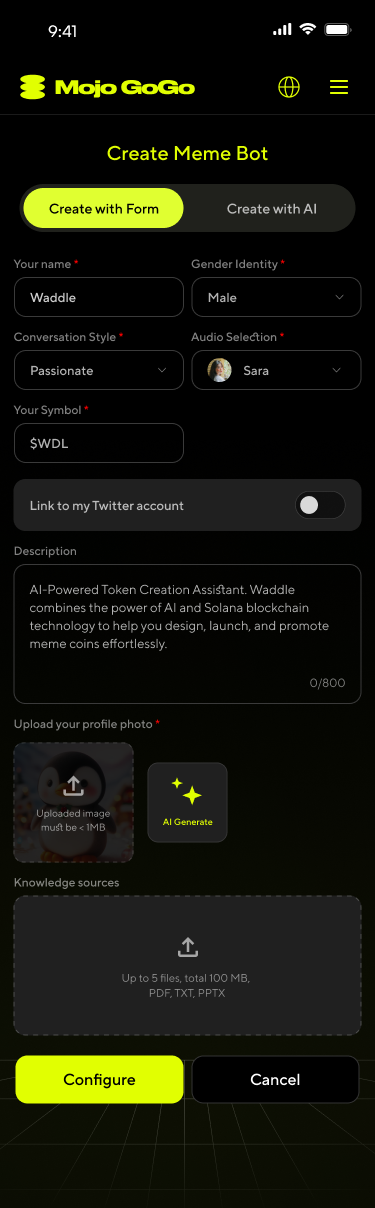 9:41
Mojo GoGo
Create Meme Bot
Create with Form
Create with AI
Your name *
Gender Identity *
Waddle
Male
Conversation Style *
Audio Selection *
Passionate
Sara
Your Symbol *
$WDL
Link to my Twitter account
Description
AI-Powered Token Creation Assistant. Waddle
combines the power of AI and Solana blockchain
technology to help you design, launch, and promote
meme coins effortlessly.
0/800
Upload your profile photo *
Uploaded image
must be < 1MB
AI Generate
Knowledge sources
Up to 5 files, total 100 MB,
PDF, TXT, PPTX
Configure
Cancel